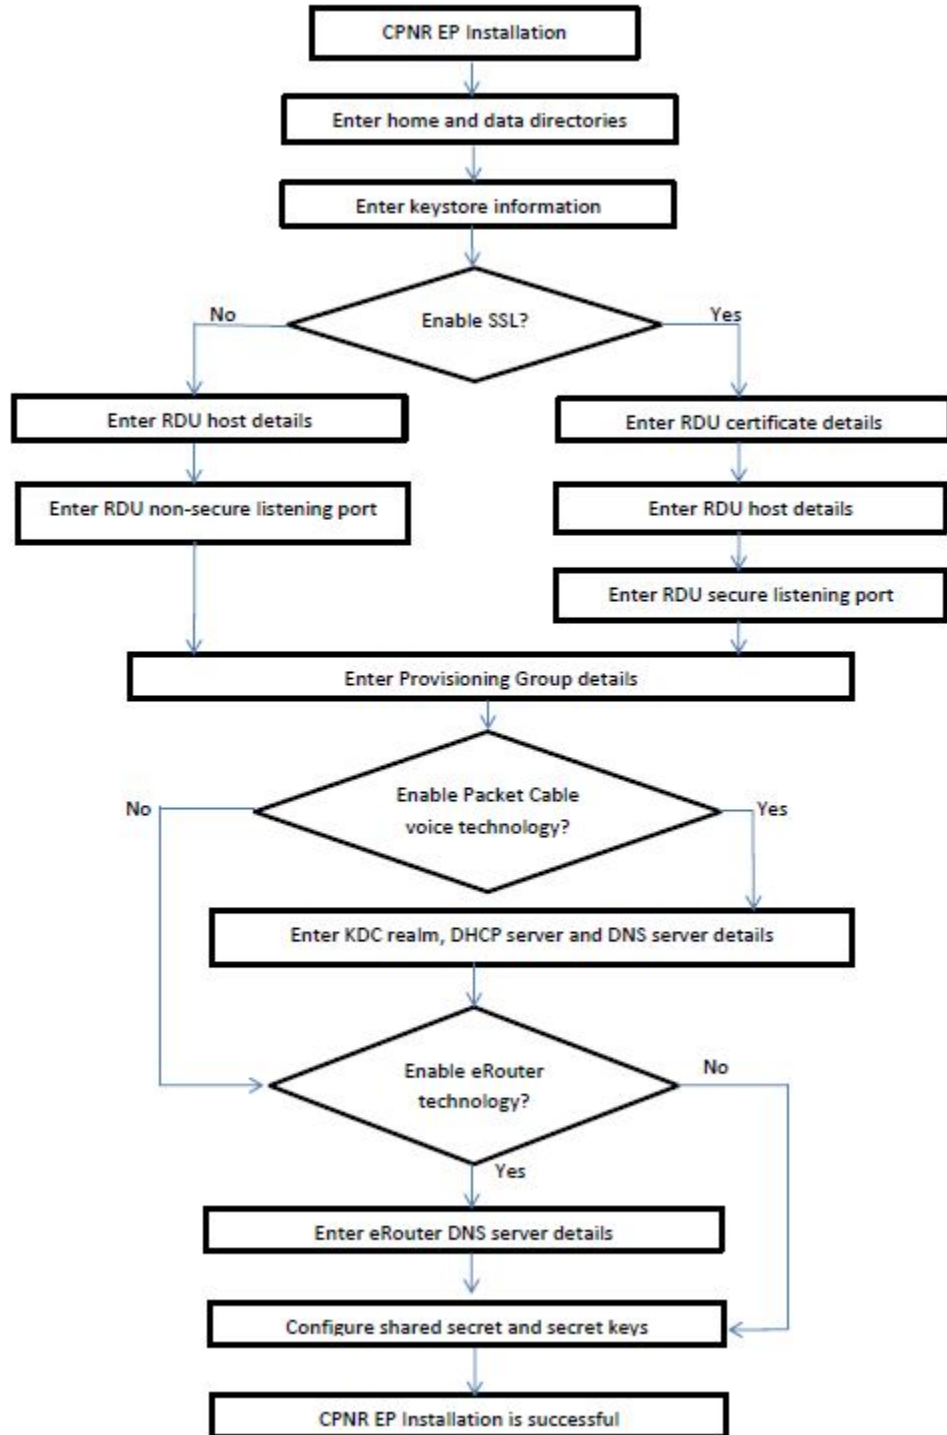 CPNR EP Installation
Enter home and data directories
Enter keystore information
Enable SSL?
No
Yes
Enter RDU host details
Enter RDU certificate details
Enter RDU non-secure listening port
Enter RDU host details
Enter RDU secure listening port
Enter Provisioning Group details
Enable Packet Cable
voice technology?
No
Yes
Enter KDC realm, DHCP server and DNS server details
Enable eRouter
technology?
No
Yes
Enter eRouter DNS server details
Configure shared secret and secret keys
CPNR EP Installation is successful